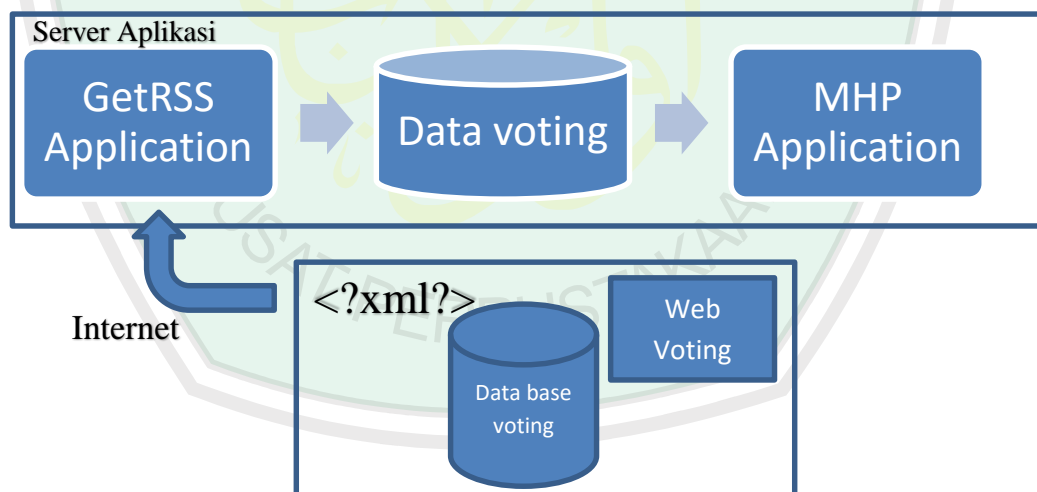 Server Aplikasi
GetRSS
Application
Data voting
MHP
Application
Internet
<?xml?>
Web
Voting
Data base
voting